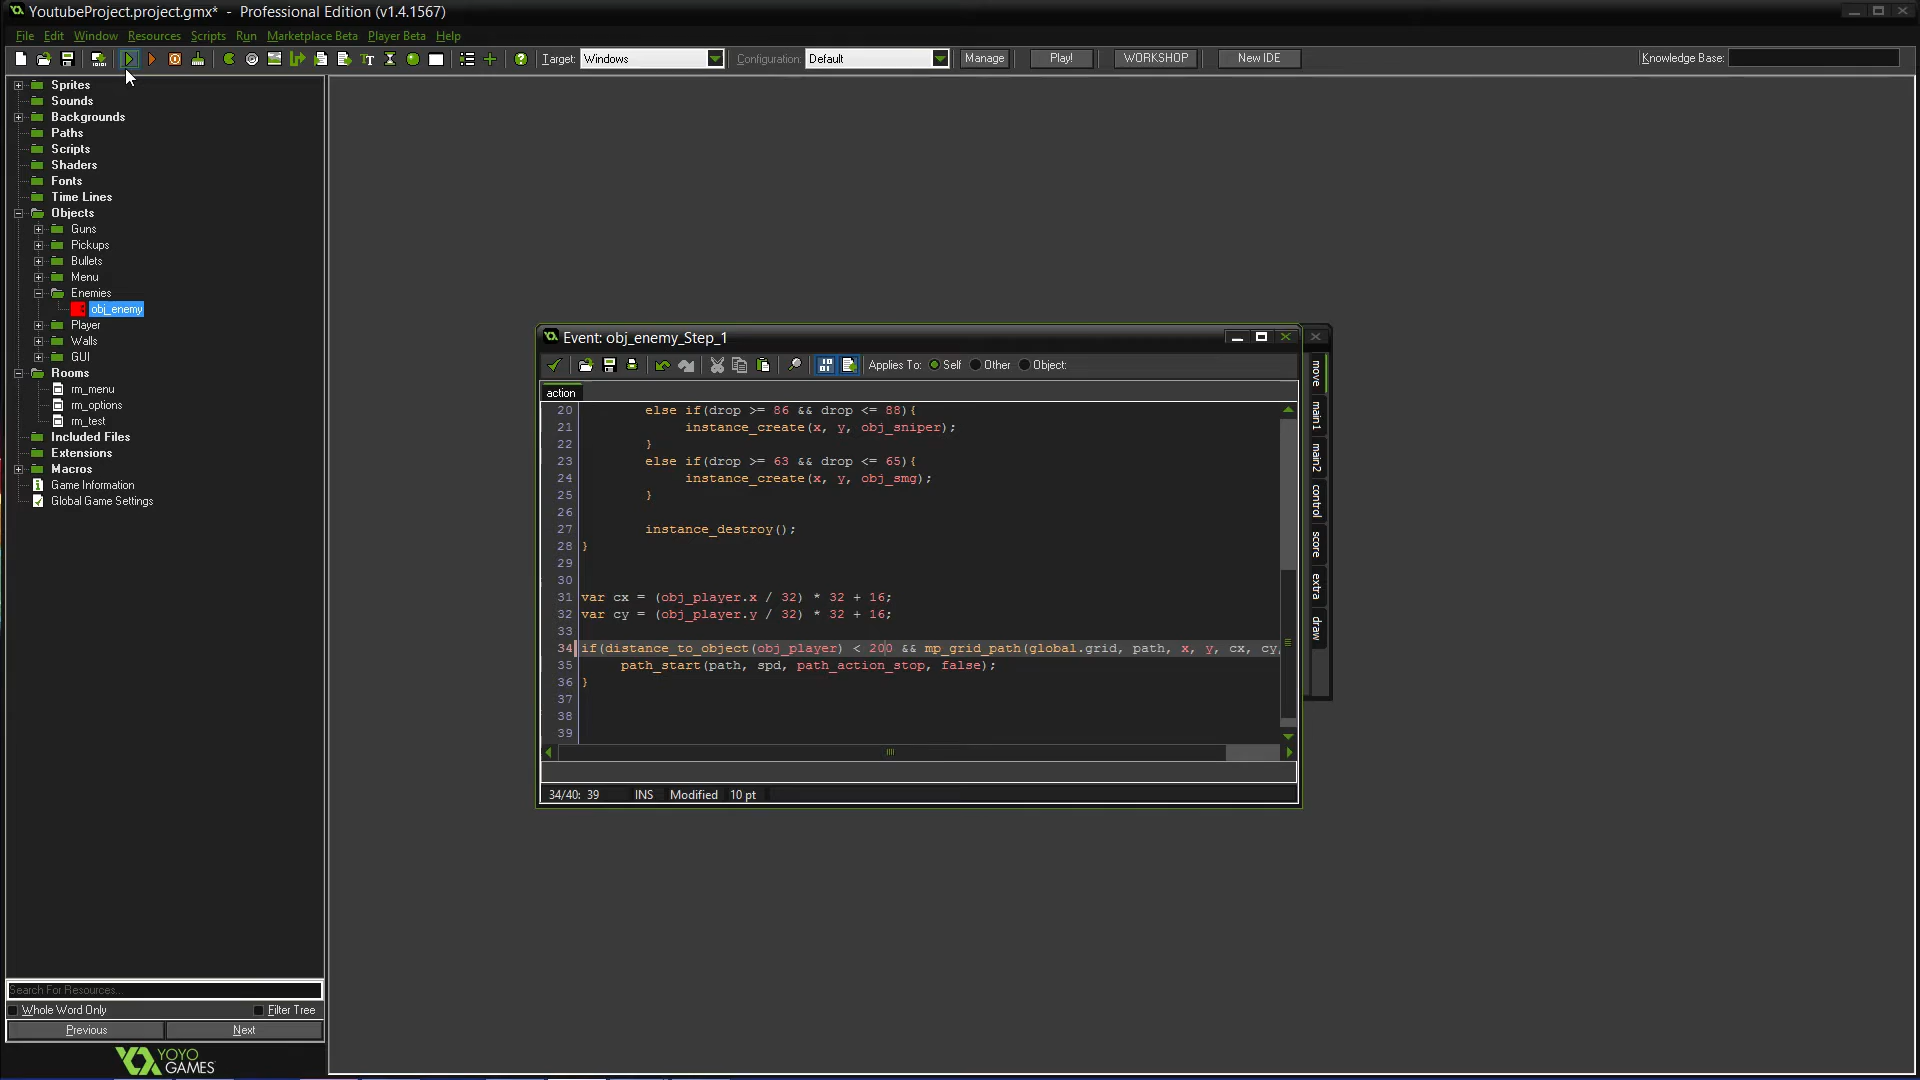 YoutubeProject.project.gmx* - Professional Edition (v1.4.1567)
File Edit Window Resources Scripts Run Marketplace Beta Player Beta Help
Target: Windows Configuration: Default Manage Play! WORKSHOP New IDE Knowledge Base:
Sprites
Sounds
Backgrounds
Paths
Scripts
Shaders
Fonts
Time Lines
Objects
Guns
Pickups
Bullets
Menu
Enemies
obj_enemy
Player
Walls
GUI
Rooms
rm_menu
rm_options
rm_test
Included Files
Extensions
Macros
Game Information
Global Game Settings
Search For Resources...
Whole Word Only Filter Tree
Previous Next
YOYO
GAMES
Event: obj_enemy_Step_1
Applies To: Self Other Object:
action
20 else if(drop >= 86 && drop <= 88){
21 instance_create(x, y, obj_sniper);
22 }
23 else if(drop >= 63 && drop <= 65){
24 instance_create(x, y, obj_smg);
25 }
26
27 instance_destroy();
28 }
29
30
31 var cx = (obj_player.x / 32) * 32 + 16;
32 var cy = (obj_player.y / 32) * 32 + 16;
33
34 if(distance_to_object(obj_player) < 200 && mp_grid_path(global.grid, path, x, y, cx, cy,
35 path_start(path, spd, path_action_stop, false);
36 }
37
38
39
34/40: 39 INS Modified 10 pt
move
main1
main2
control
score
extra
draw